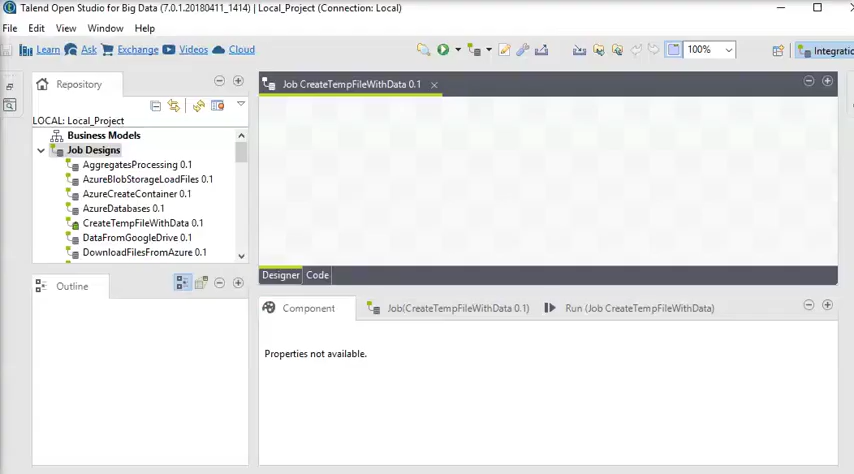 Talend Open Studio for Big Data (7.0.1.20180411_1414) | Local_Project (Connection: Local)
File Edit View Window Help
Learn Ask Exchange Videos Cloud 100% Integratio
Repository
LOCAL: Local_Project
Business Models
Job Designs
AggregatesProcessing 0.1
AzureBlobStorageLoadFiles 0.1
AzureCreateContainer 0.1
AzureDatabases 0.1
CreateTempFileWithData 0.1
DataFromGoogleDrive 0.1
DownloadFilesFromAzure 0.1
Outline
Job CreateTempFileWithData 0.1
Designer Code
Component Job(CreateTempFileWithData 0.1) Run (Job CreateTempFileWithData)
Properties not available.